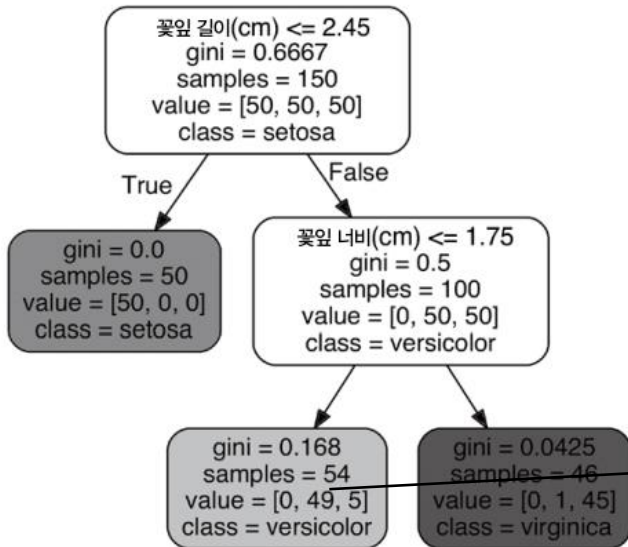 꽃잎 길이(cm) <= 2.45
gini = 0.6667
samples = 150
value = [50, 50, 50]
class = setosa
True
False
gini = 0.0
samples = 50
value = [50, 0, 0]
class = setosa
꽃잎 너비(cm) <= 1.75
gini = 0.5
samples = 100
value = [0, 50, 50]
class = versicolor
gini = 0.168
samples = 54
value = [0, 49, 5]
class = versicolor
gini = 0.0425
samples = 46
value = [0, 1, 45]
class = virginica